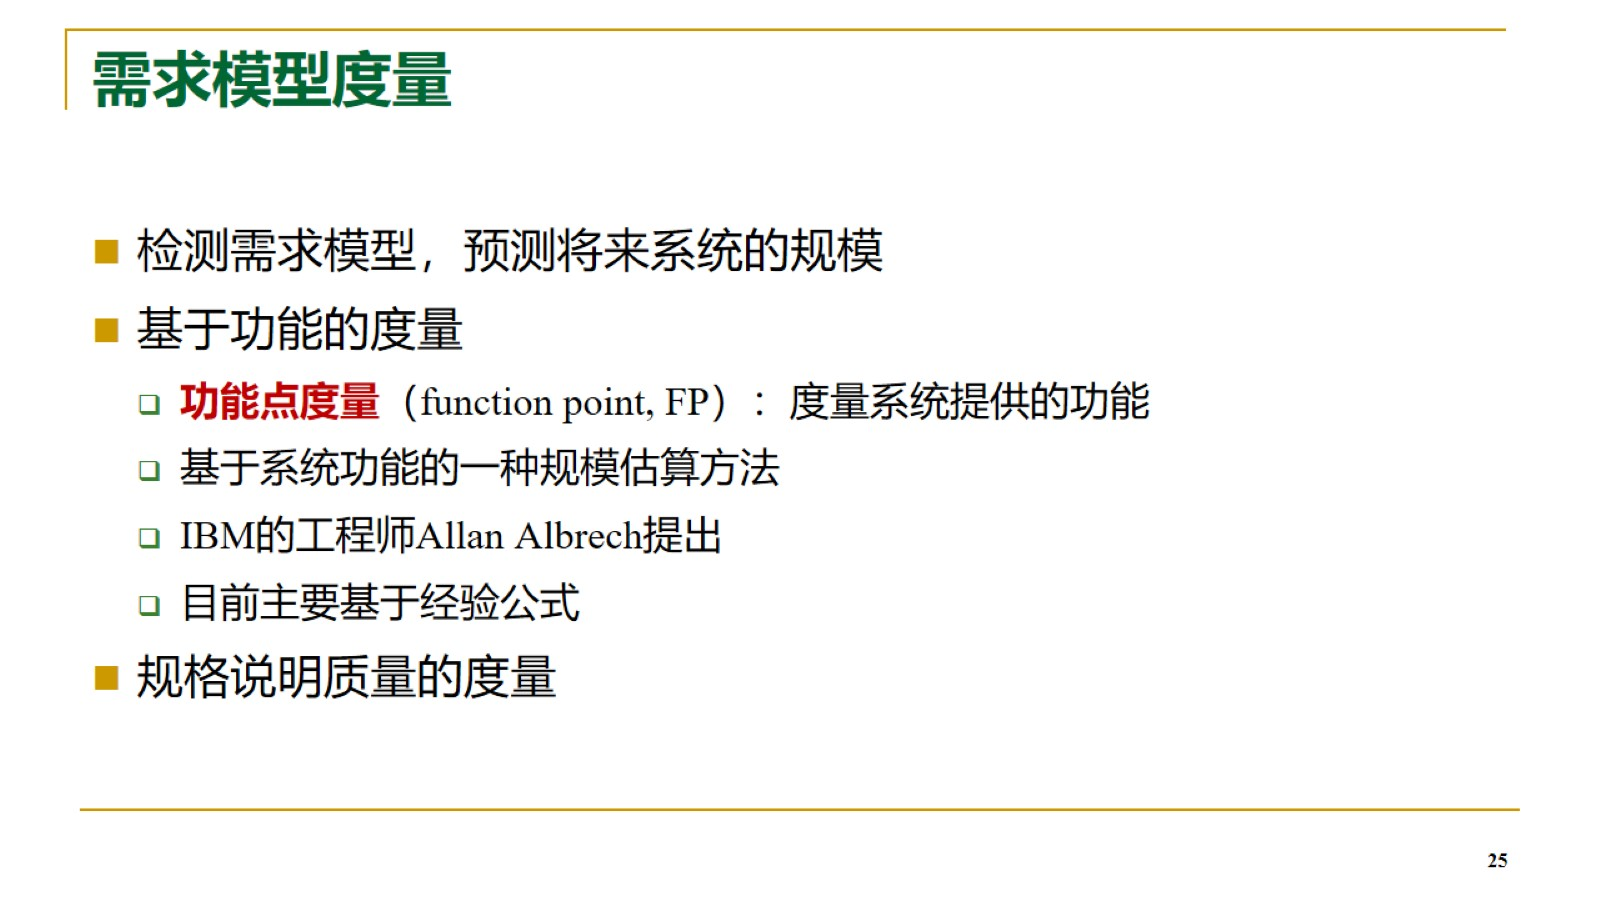 需求模型度量
检测需求模型，预测将来系统的规模
基于功能的度量
功能点度量（function point, FP）：度量系统提供的功能
基于系统功能的一种规模估算方法
IBM的工程师Allan Albrech提出
目前主要基于经验公式
规格说明质量的度量
25